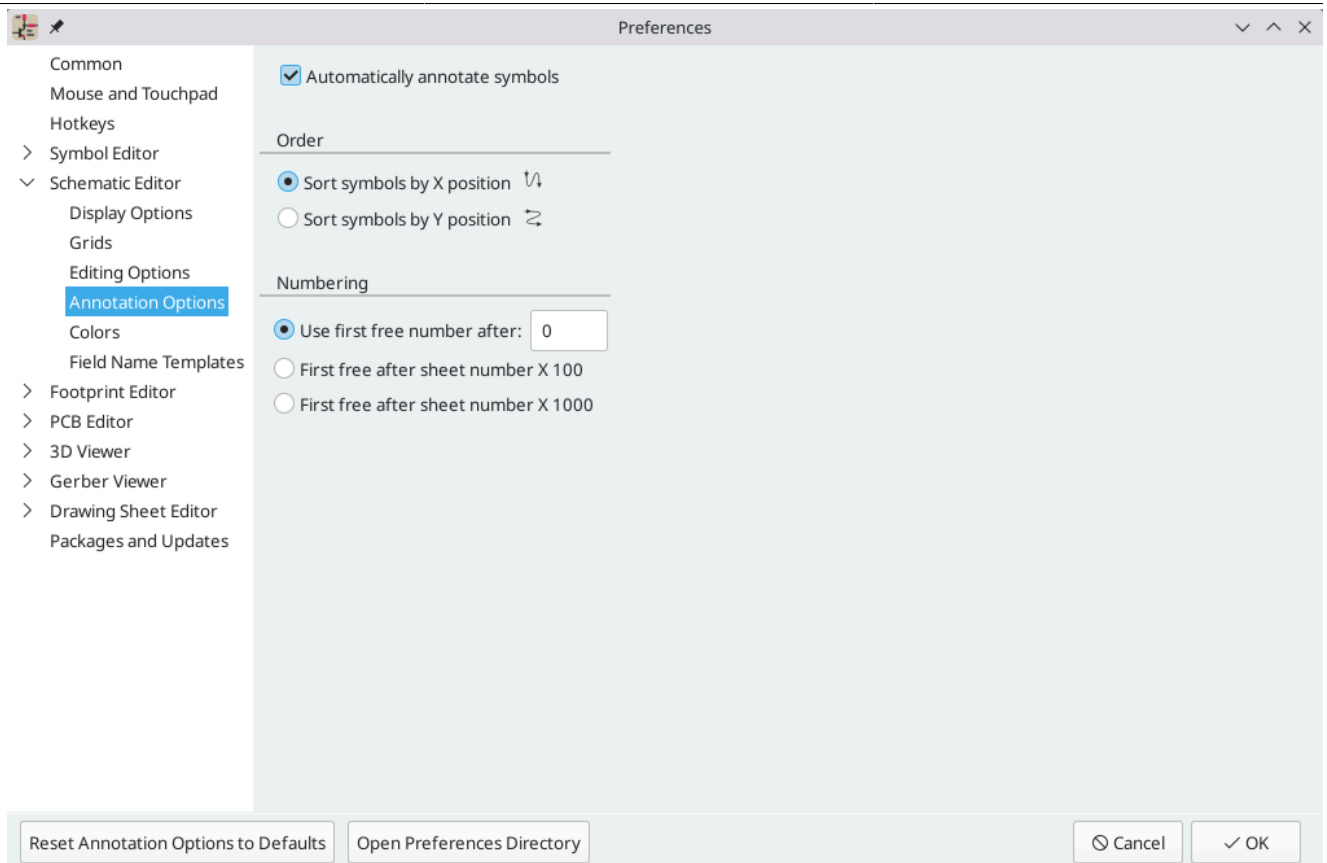 Preferences
Common
Mouse and Touchpad
Hotkeys
Symbol Editor
Schematic Editor
Display Options
Grids
Editing Options
Annotation Options
Colors
Field Name Templates
Footprint Editor
PCB Editor
3D Viewer
Gerber Viewer
Drawing Sheet Editor
Packages and Updates
Automatically annotate symbols
Order
Sort symbols by X position
Sort symbols by Y position
Numbering
Use first free number after: 0
First free after sheet number X 100
First free after sheet number X 1000
Reset Annotation Options to Defaults
Open Preferences Directory
Cancel
OK